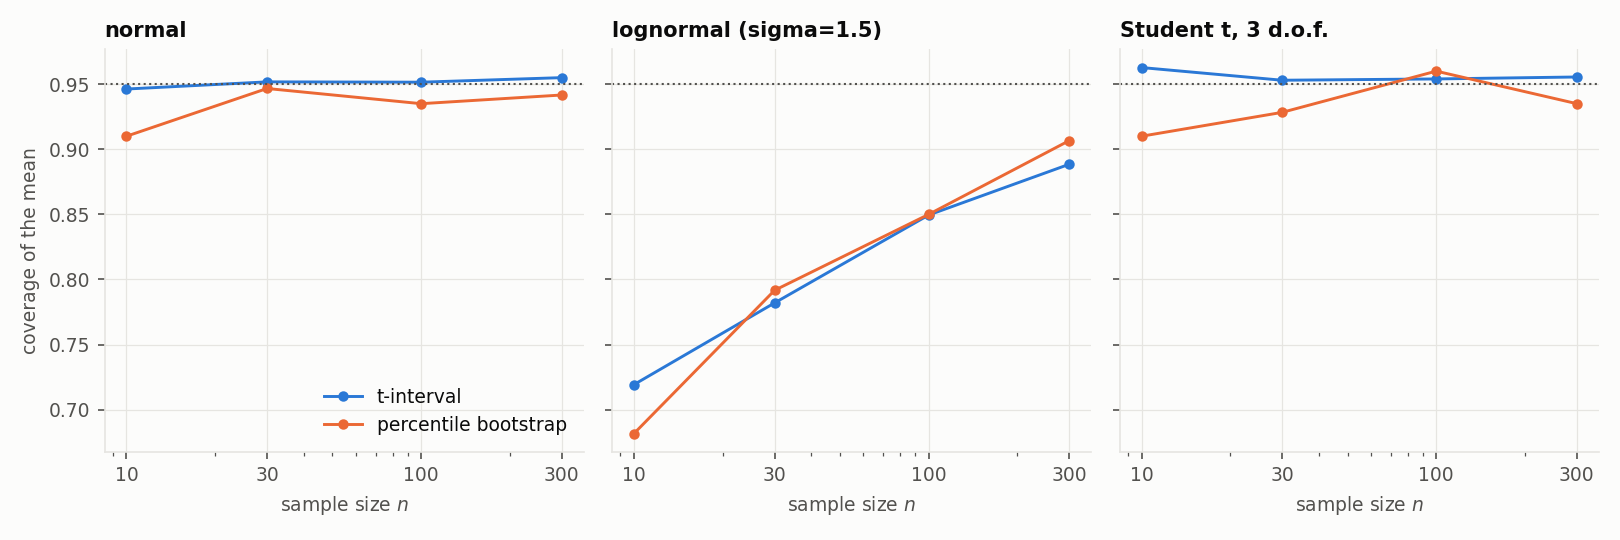 normal
lognormal (sigma=1.5)
Student t, 3 d.o.f.
coverage of the mean
0.95
0.90
0.85
0.80
0.75
0.70
t-interval
percentile bootstrap
10 30 100 300
10 30 100 300
10 30 100 300
sample size n
sample size n
sample size n